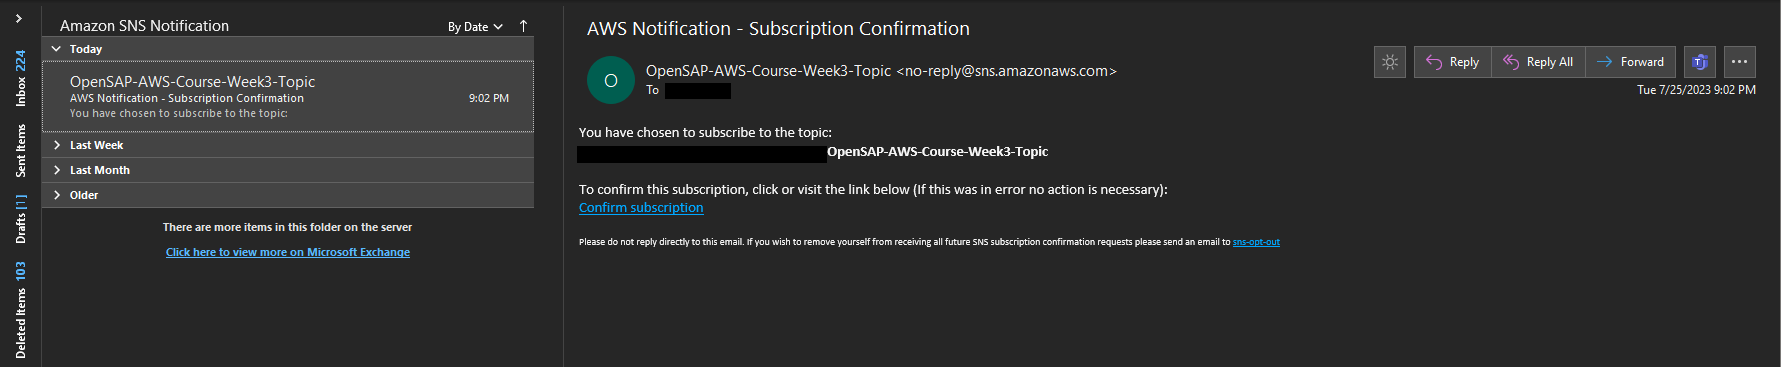 Inbox 224
Sent Items
Drafts [1]
Deleted Items 103
Amazon SNS Notification
By Date
Today
OpenSAP-AWS-Course-Week3-Topic
AWS Notification - Subscription Confirmation 9:02 PM
You have chosen to subscribe to the topic:
Last Week
Last Month
Older
There are more items in this folder on the server
Click here to view more on Microsoft Exchange
AWS Notification - Subscription Confirmation
O
OpenSAP-AWS-Course-Week3-Topic <no-reply@sns.amazonaws.com>
To
Reply Reply All Forward
Tue 7/25/2023 9:02 PM
You have chosen to subscribe to the topic:
OpenSAP-AWS-Course-Week3-Topic
To confirm this subscription, click or visit the link below (If this was in error no action is necessary):
Confirm subscription
Please do not reply directly to this email. If you wish to remove yourself from receiving all future SNS subscription confirmation requests please send an email to sns-opt-out